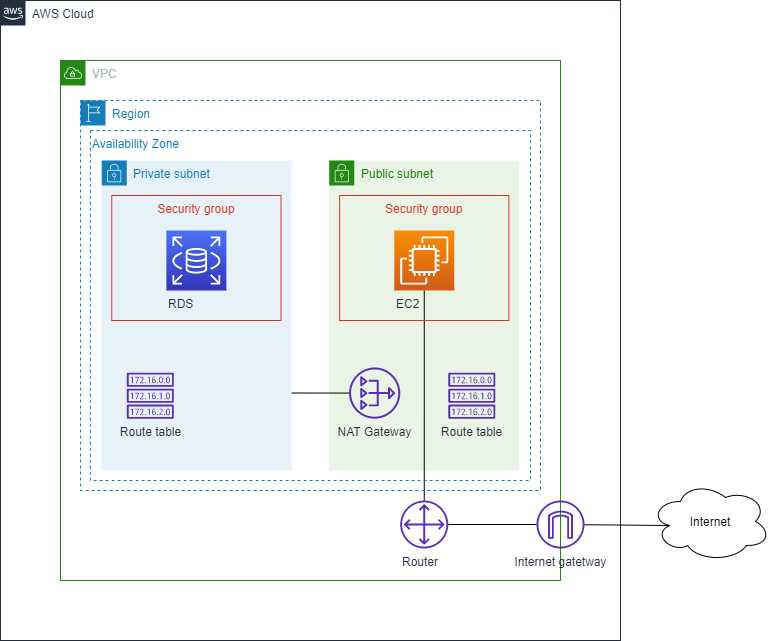 aws
AWS Cloud
VPC
Region
Availability Zone
Private subnet
Public subnet
Security group
Security group
RDS
EC2
172.16.0.0
172.16.1.0
172.16.2.0
Route table
NAT Gateway
172.16.0.0
172.16.1.0
172.16.2.0
Route table
Internet
Router
Internet gatetway